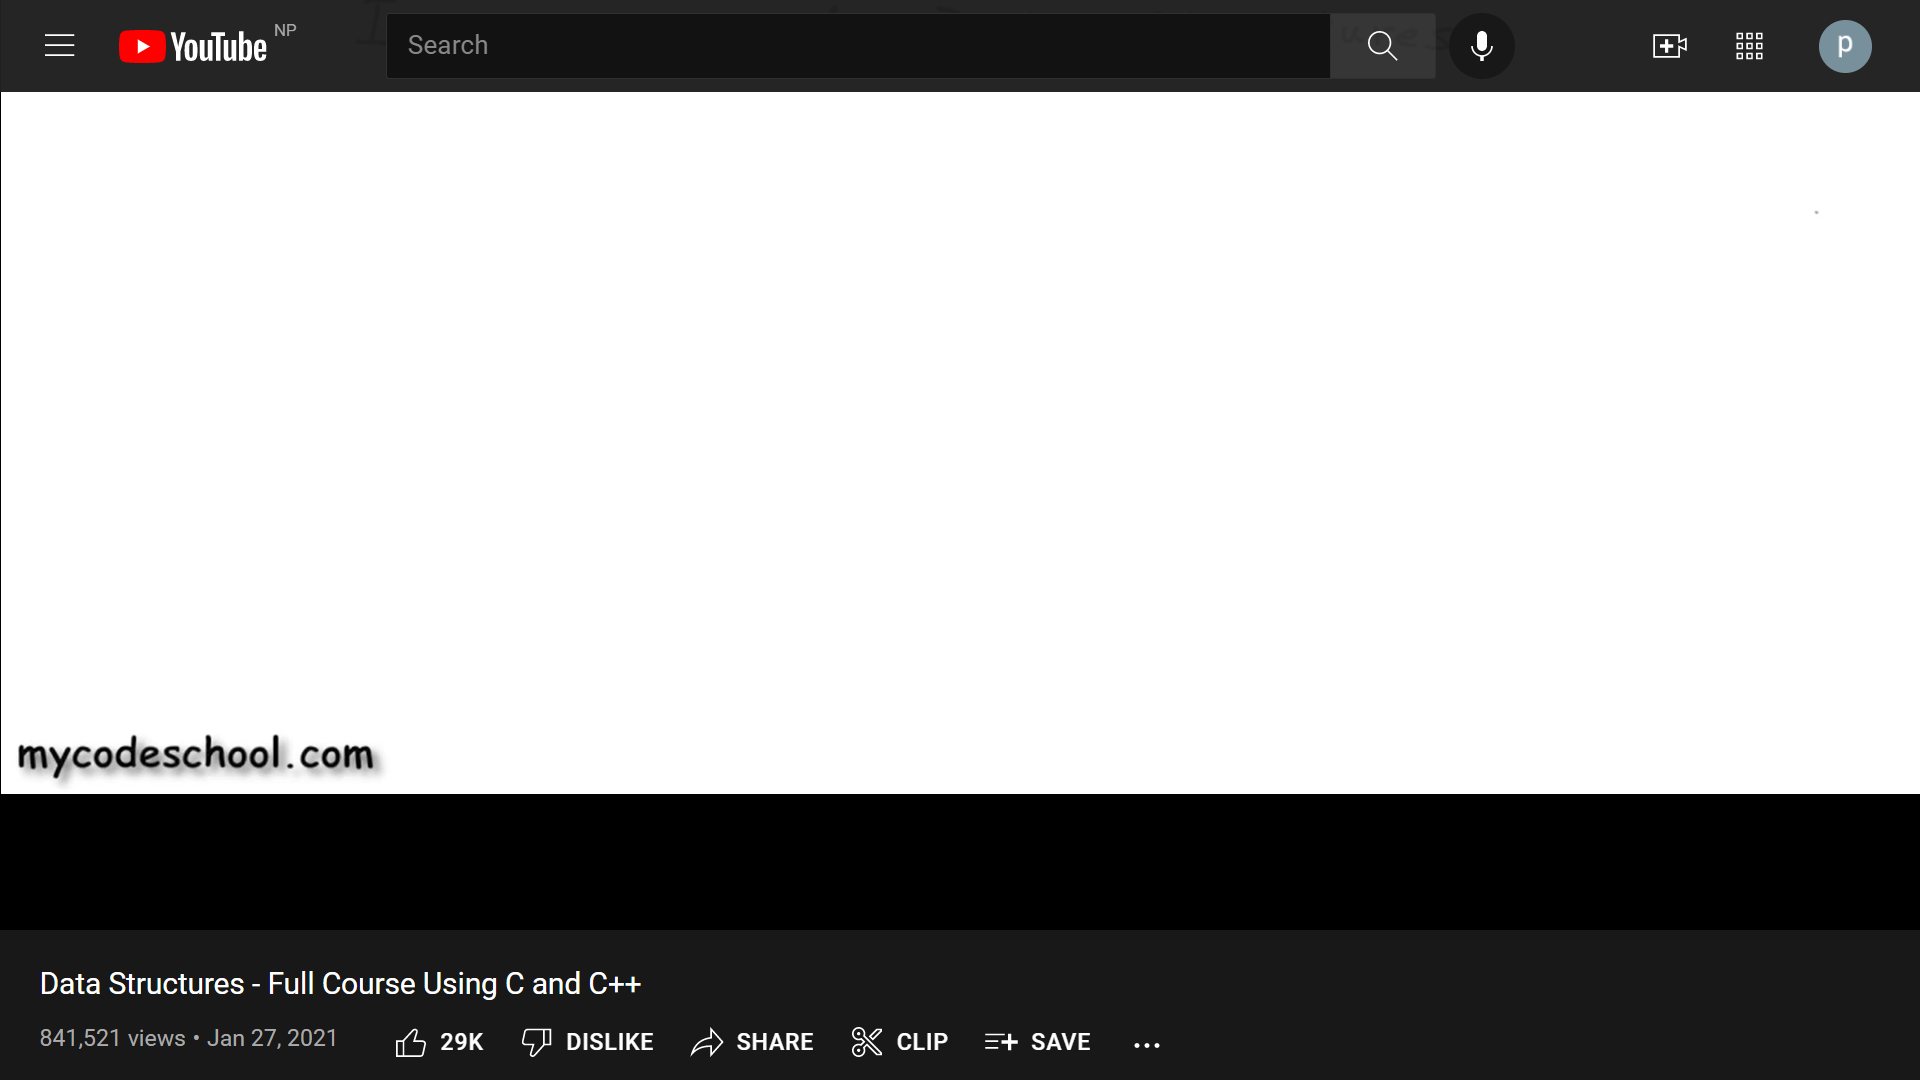 YouTube NP
Search
p
mycodeschool.com
Data Structures - Full Course Using C and C++
841,521 views • Jan 27, 2021
29K DISLIKE SHARE CLIP SAVE ...